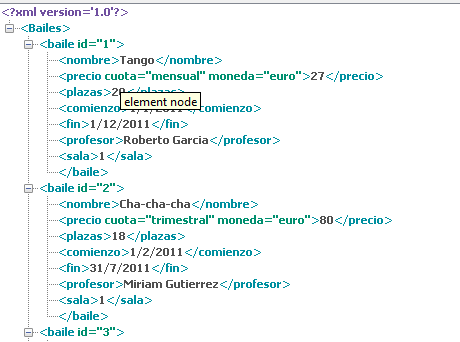 <?xml version='1.0'?>
<Bailes>
<baile id="1">
<nombre>Tango</nombre>
<precio cuota="mensual" moneda="euro">27</precio>
<plazas>20</plazas>
element node
<comienzo>1/1/2011</comienzo>
<fin>1/12/2011</fin>
<profesor>Roberto Garcia</profesor>
<sala>1</sala>
</baile>
<baile id="2">
<nombre>Cha-cha-cha</nombre>
<precio cuota="trimestral" moneda="euro">80</precio>
<plazas>18</plazas>
<comienzo>1/2/2011</comienzo>
<fin>31/7/2011</fin>
<profesor>Miriam Gutierrez</profesor>
<sala>1</sala>
</baile>
<baile id="3">